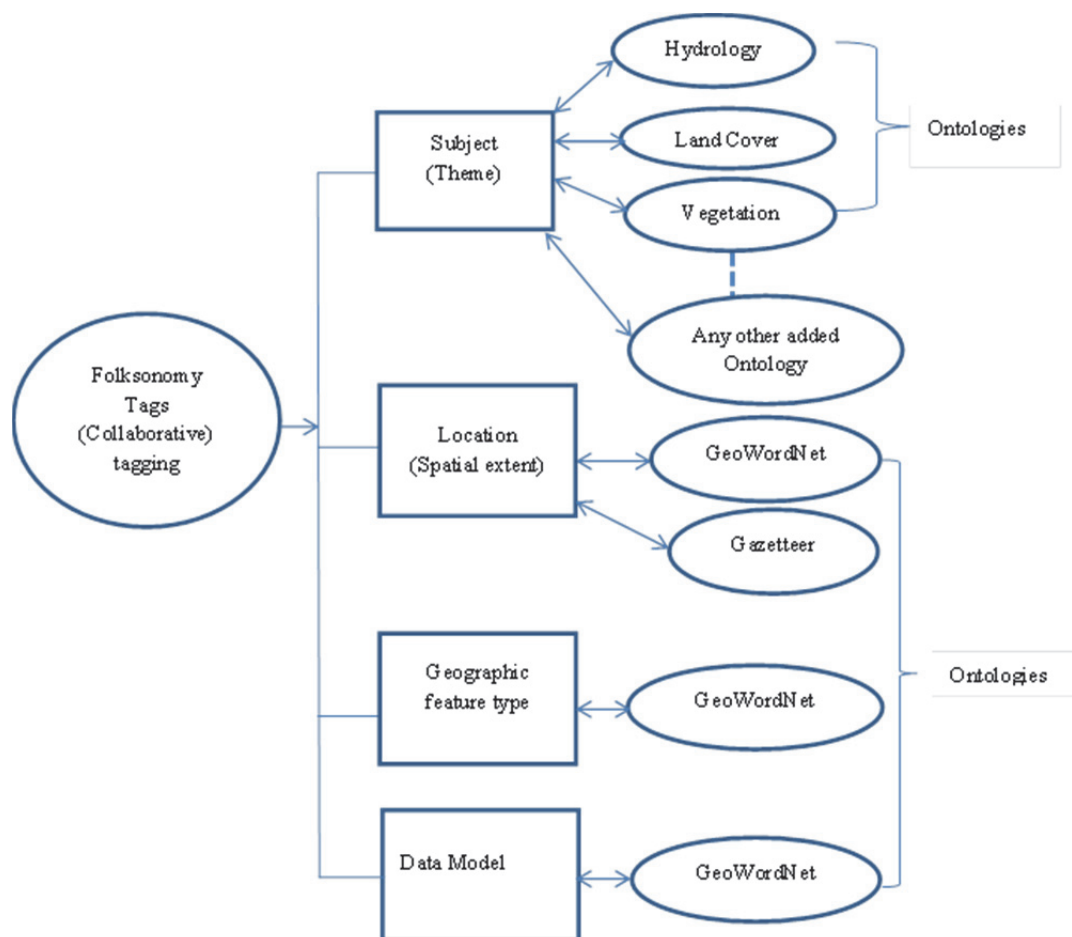 Hydrology
Subject
(Theme)
Land Cover
Ontologies
Vegetation
Any other added
Ontology
Folksonomy
Tags
(Collaborative)
tagging
Location
(Spatial extent)
GeoWordNet
Gazetteer
Geographic
feature type
GeoWordNet
Ontologies
Data Model
GeoWordNet